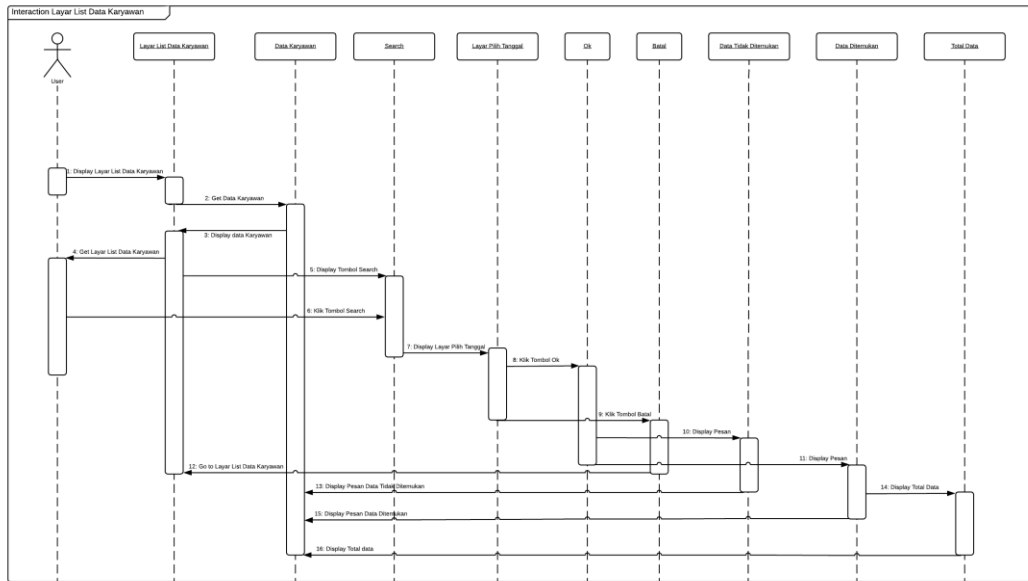 Interaction Layar List Data Karyawan
User
Layar List Data Karyawan
Data Karyawan
Search
Layar Pilih Tanggal
Ok
Batal
Data Tidak Ditemukan
Data Ditemukan
Total Data
1: Display Layar List Data Karyawan
2: Get Data Karyawan
3: Display data Karyawan
4: Get Layar List Data Karyawan
5: Display Tombol Search
6: Klik Tombol Search
7: Display Layar Pilih Tanggal
8: Klik Tombol Ok
9: Klik Tombol Batal
10: Display Pesan
11: Display Pesan
12: Go to Layar List Data Karyawan
13: Display Pesan Data Tidak Ditemukan
14: Display Total Data
15: Display Pesan Data Ditemukan
16: Display Total data